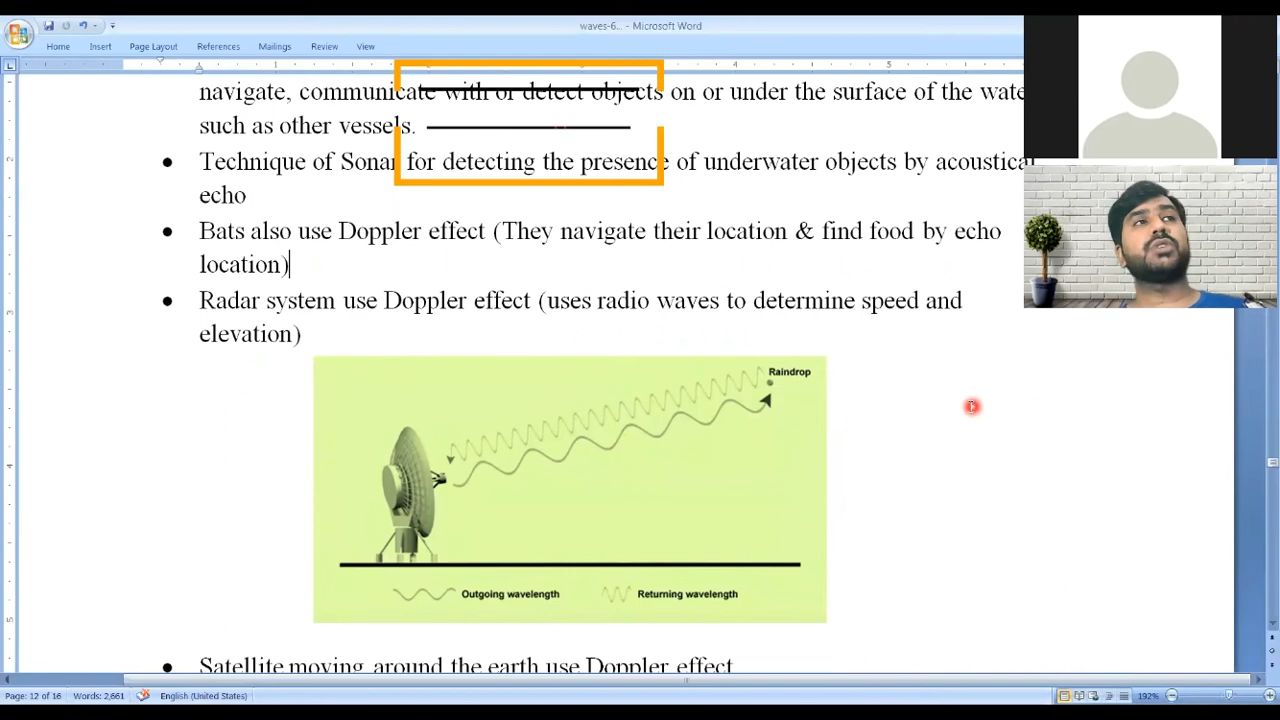 waves-6... - Microsoft Word
Home Insert Page Layout References Mailings Review View
4 5
navigate, communicate with or detect objects on or under the surface of the wate
such as other vessels.
• Technique of Sonar for detecting the presence of underwater objects by acoustical
echo
• Bats also use Doppler effect (They navigate their location & find food by echo
location)
• Radar system use Doppler effect (uses radio waves to determine speed and
elevation)
Raindrop
Outgoing wavelength Returning wavelength
• Satellite moving around the earth use Doppler effect
Page: 12 of 16 Words: 2,661 English (United States) 192%